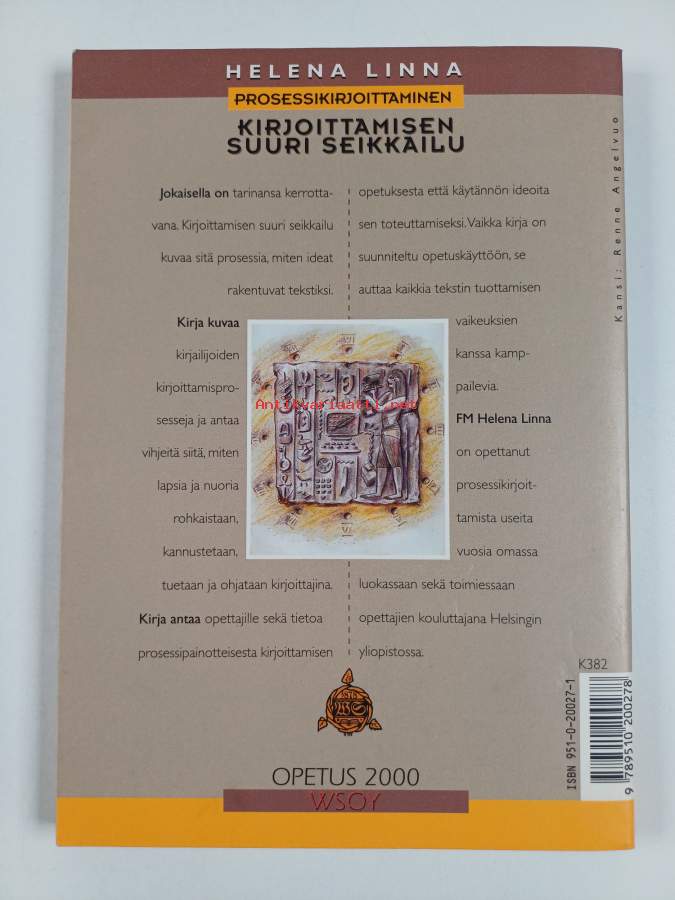 HELENA LINNA
PROSESSIKIRJOITTAMINEN
KIRJOITTAMISEN
SUURI SEIKKAILU
Jokaisella on tarinansa kerrotta-
vana. Kirjoittamisen suuri seikkailu
kuvaa sitä prosessia, miten ideat
rakentuvat tekstiksi.
Kirja kuvaa
kirjailijoiden
kirjoittamispro-
sesseja ja antaa
vihjeitä siitä, miten
lapsia ja nuoria
rohkaistaan,
kannustetaan,
tuetaan ja ohjataan kirjoittajina.
Kirja antaa opettajille sekä tietoa
prosessipainotteisesta kirjoittamisen
opetuksesta että käytännön ideoita
sen toteuttamiseksi. Vaikka kirja on
suunniteltu opetuskäyttöön, se
auttaa kaikkia tekstin tuottamisen
vaikeuksien
kanssa kamp-
pailevia.
FM Helena Linna
on opettanut
prosessikirjoit-
tamista useita
vuosia omassa
luokassaan sekä toimiessaan
opettajien kouluttajana Helsingin
yliopistossa.
Kansi: Renne Angelvuo
Antikvariaatti.net
WS
K382
ISBN 951-0-20027-1
9 789510 200278
OPETUS 2000
WSOY